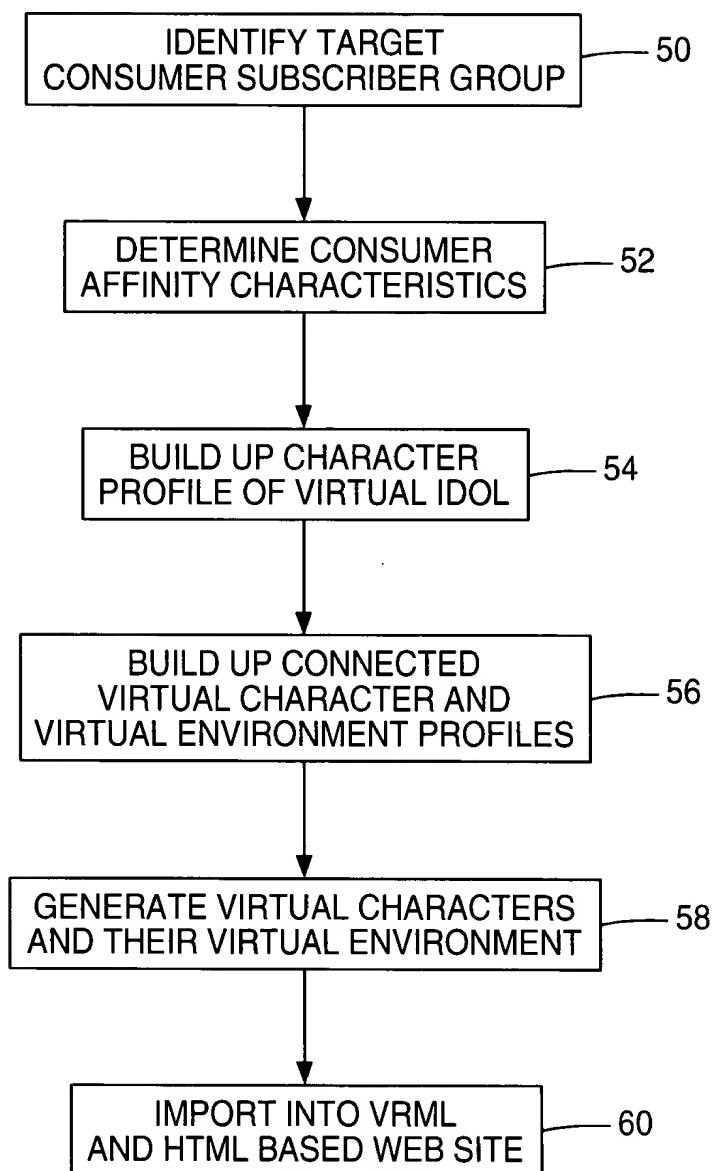 IDENTIFY TARGET
CONSUMER SUBSCRIBER GROUP
50
DETERMINE CONSUMER
AFFINITY CHARACTERISTICS
52
BUILD UP CHARACTER
PROFILE OF VIRTUAL IDOL
54
BUILD UP CONNECTED
VIRTUAL CHARACTER AND
VIRTUAL ENVIRONMENT PROFILES
56
GENERATE VIRTUAL CHARACTERS
AND THEIR VIRTUAL ENVIRONMENT
58
IMPORT INTO VRML
AND HTML BASED WEB SITE
60